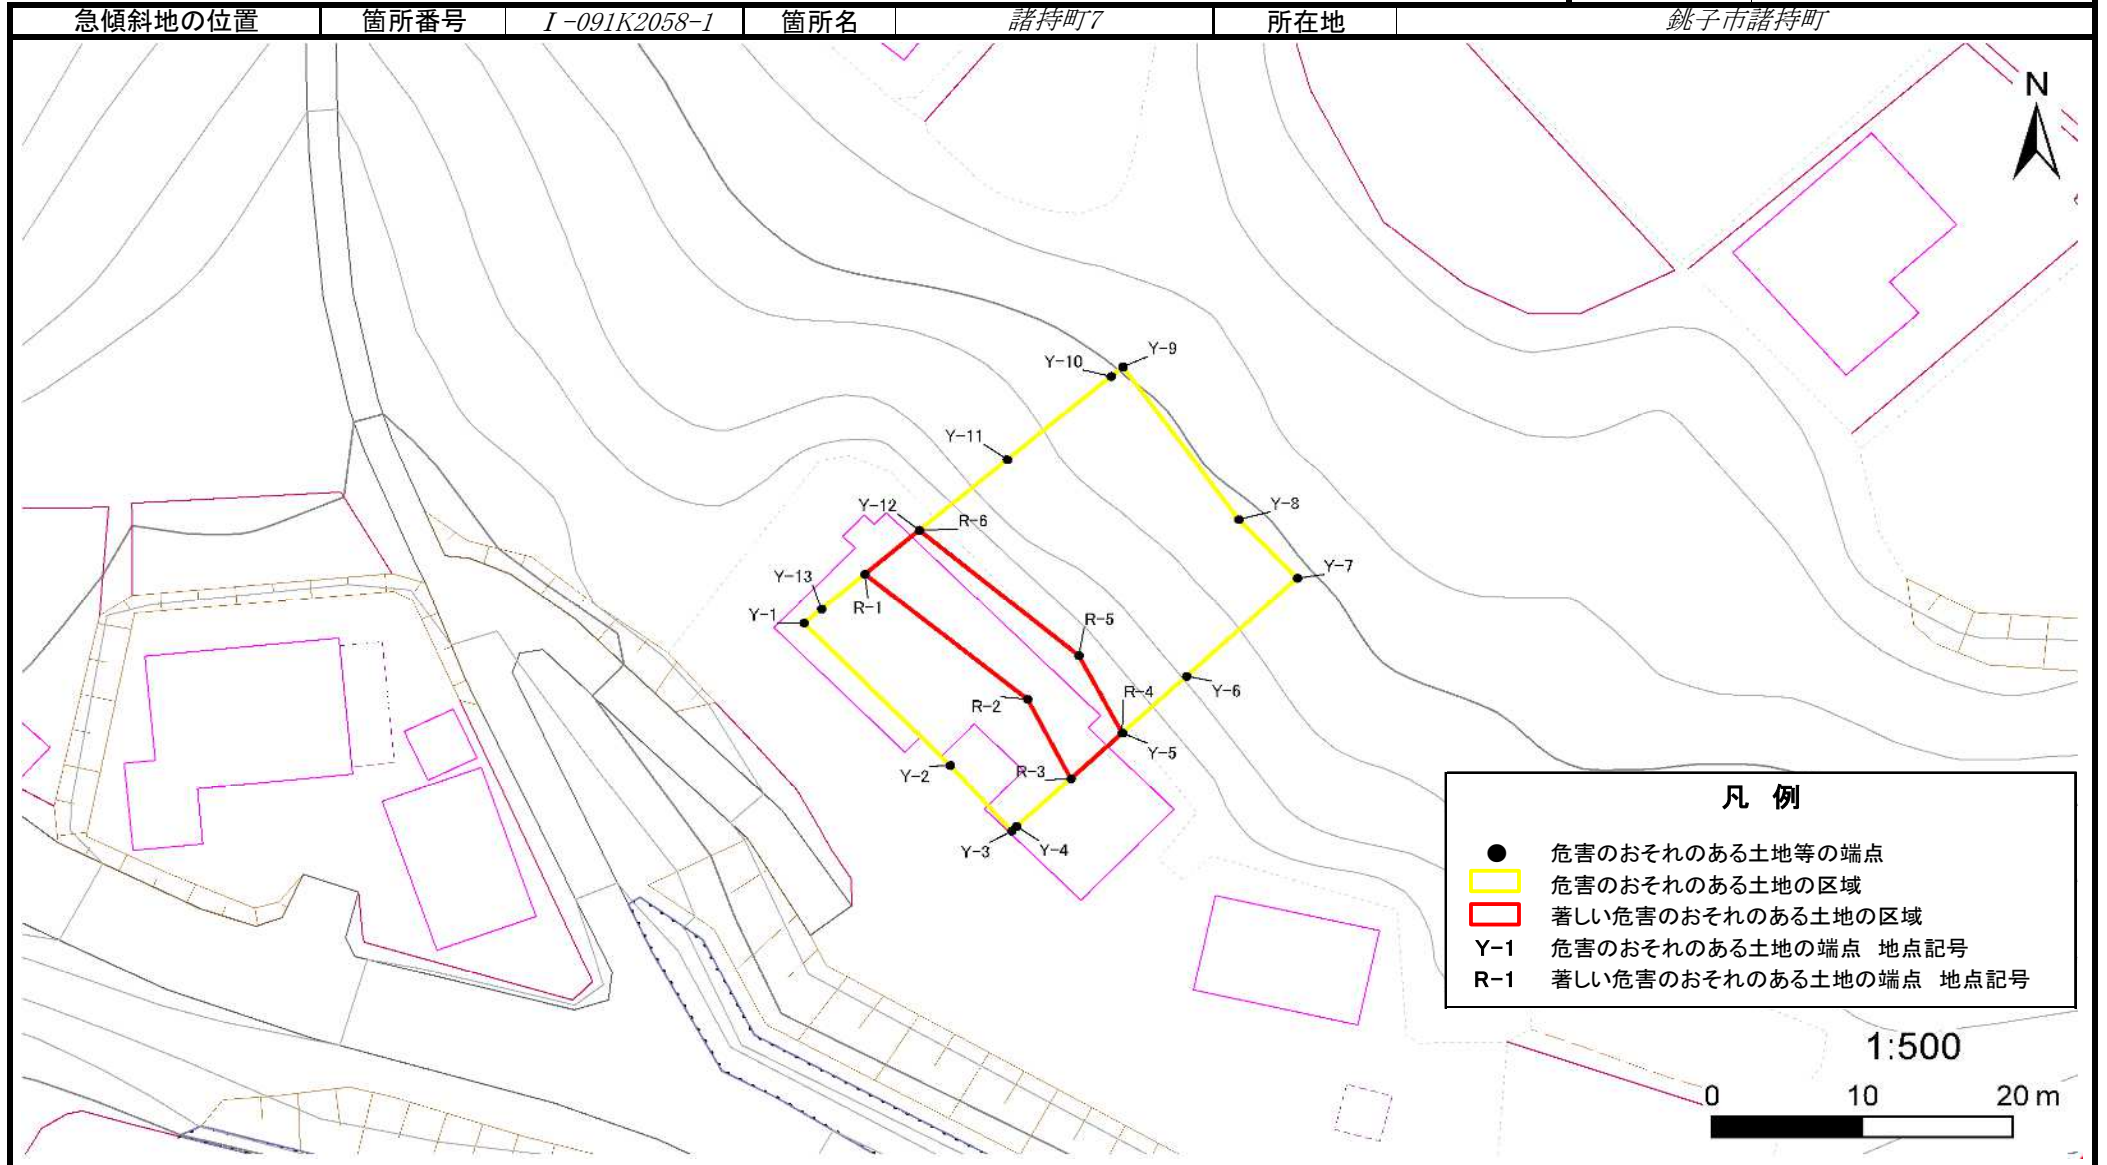 急傾斜地の位置 箇所番号 I-091K2058-1 箇所名 諸持町7 所在地 銚子市諸持町
N
Y-9
Y-10
Y-11
Y-8
Y-12
R-6
Y-7
Y-13
R-1
Y-1
R-5
Y-6
R-4
R-2
Y-5
Y-2
R-3
Y-3
Y-4
凡 例
危害のおそれのある土地等の端点
危害のおそれのある土地の区域
著しい危害のおそれのある土地の区域
Y-1 危害のおそれのある土地の端点 地点記号
R-1 著しい危害のおそれのある土地の端点 地点記号
1:500
0 10 20 m